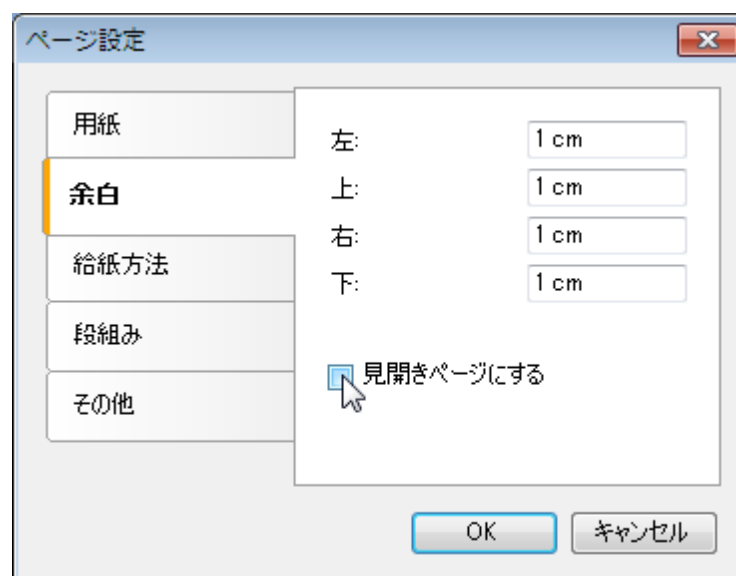 ページ設定
用紙
余白
給紙方法
段組み
その他
左: 1 cm
上: 1 cm
右: 1 cm
下: 1 cm
見開きページにする
OK キャンセル